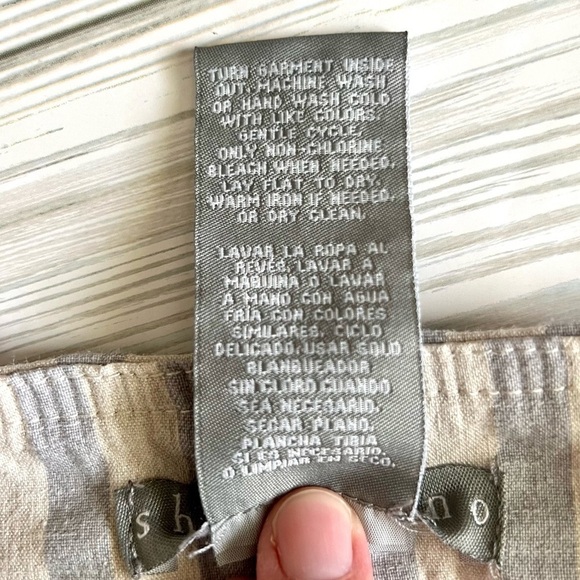 TURN GARMENT INSIDE
OUT, MACHINE WASH
OR HAND WASH COLD
WITH LIKE COLORS,
GENTLE CYCLE,
ONLY NON-CHLORINE
BLEACH WHEN NEEDED,
LAY FLAT TO DRY,
WARM IRON IF NEEDED,
OR DRY CLEAN.
LAVAR LA ROPA AL
REVES, LAVAR A
MAQUINA O LAVAR
A MANO CON AGUA
FRÍA CON COLORES
SIMILARES, CICLO
DELICADO, USAR SOLO
BLANQUEADOR
SIN CLORO CUANDO
SEA NECESARIO,
SECAR PLANO,
PLANCHA TIBIA
SI ES NECESARIO,
O LIMPIAR EN SECO.